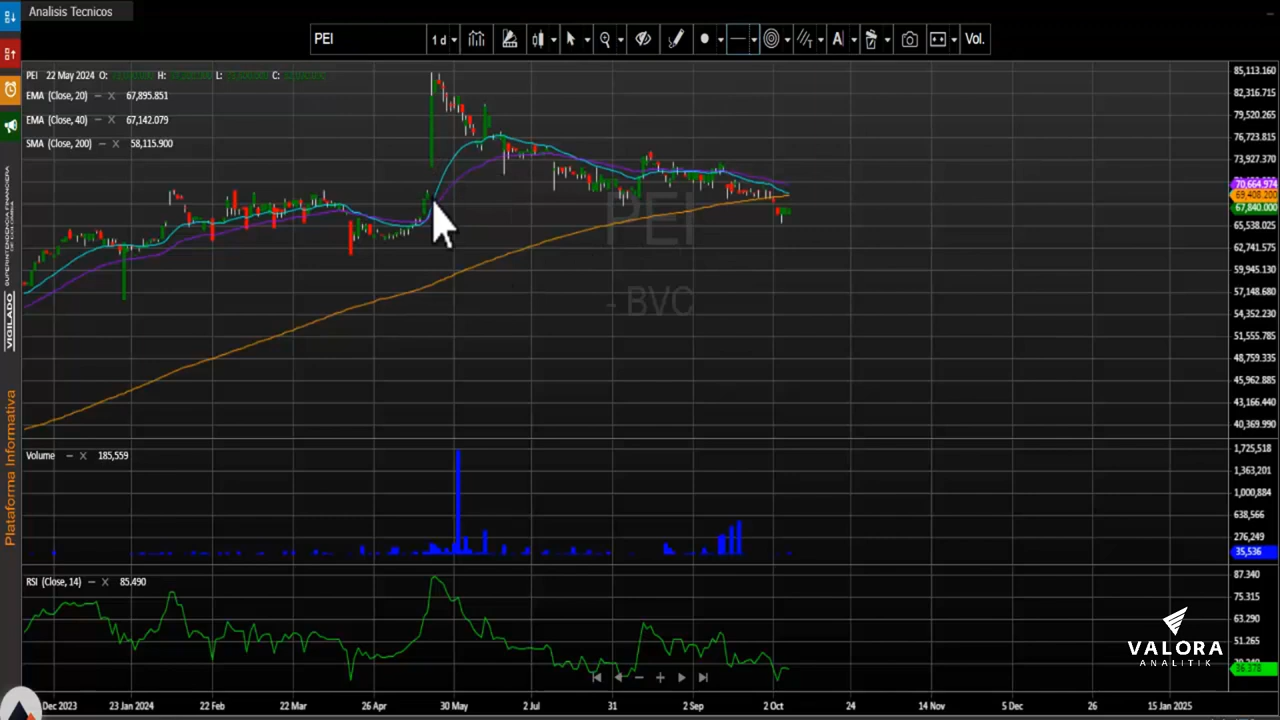 Analisis Tecnicos
PEI
1 d
A
Vol.
PEI 22 May 2024 O: H: L: C:
EMA (Close, 20) – X 67,895.851
EMA (Close, 40) – X 67,142.079
SMA (Close, 200) – X 58,115.900
85,113.160
82,316.715
79,520.265
76,723.815
73,927.370
70,664.974
69,408.200
67,840.000
65,538.025
62,741.575
59,945.130
57,148.680
54,352.230
51,555.785
48,759.335
45,962.885
43,166.440
40,369.990
PEI
- BVC
VIGILADO
SUPERINTENDENCIA FINANCIERA
DE COLOMBIA
Plataforma Informativa
Volume – X 185,559
1,725,518
1,363,201
1,000,884
638,566
276,249
35,536
RSI (Close, 14) – X 85.490
87.340
75.315
63.290
51.265
36.378
VALORA
ANALITIK
Dec 2023
23 Jan 2024
22 Feb
22 Mar
26 Apr
30 May
2 Jul
31
2 Sep
2 Oct
24
14 Nov
5 Dec
26
15 Jan 2025